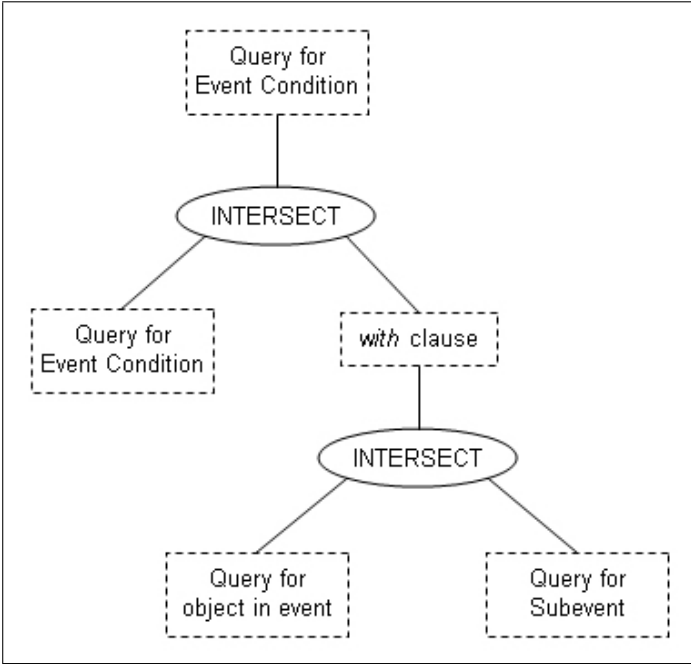 Query for
Event Condition
INTERSECT
Query for
Event Condition
with clause
INTERSECT
Query for
object in event
Query for
Subevent